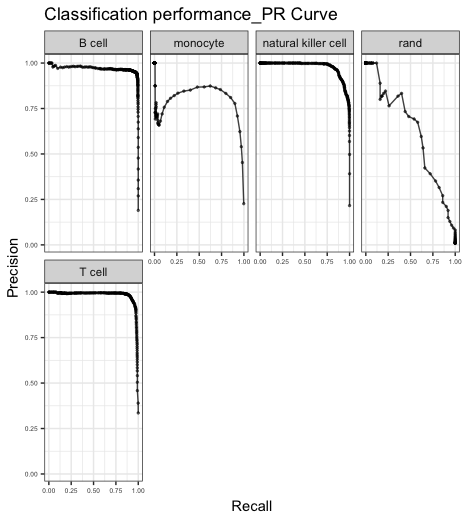 Classification performance_PR Curve
B cell
monocyte
natural killer cell
rand
1.00
0.75
0.50
0.25
0.00
0.00 0.25 0.50 0.75 1.00
0.00 0.25 0.50 0.75 1.00
0.00 0.25 0.50 0.75 1.00
T cell
1.00
0.75
0.50
0.25
0.00
0.00 0.25 0.50 0.75 1.00
Precision
Recall